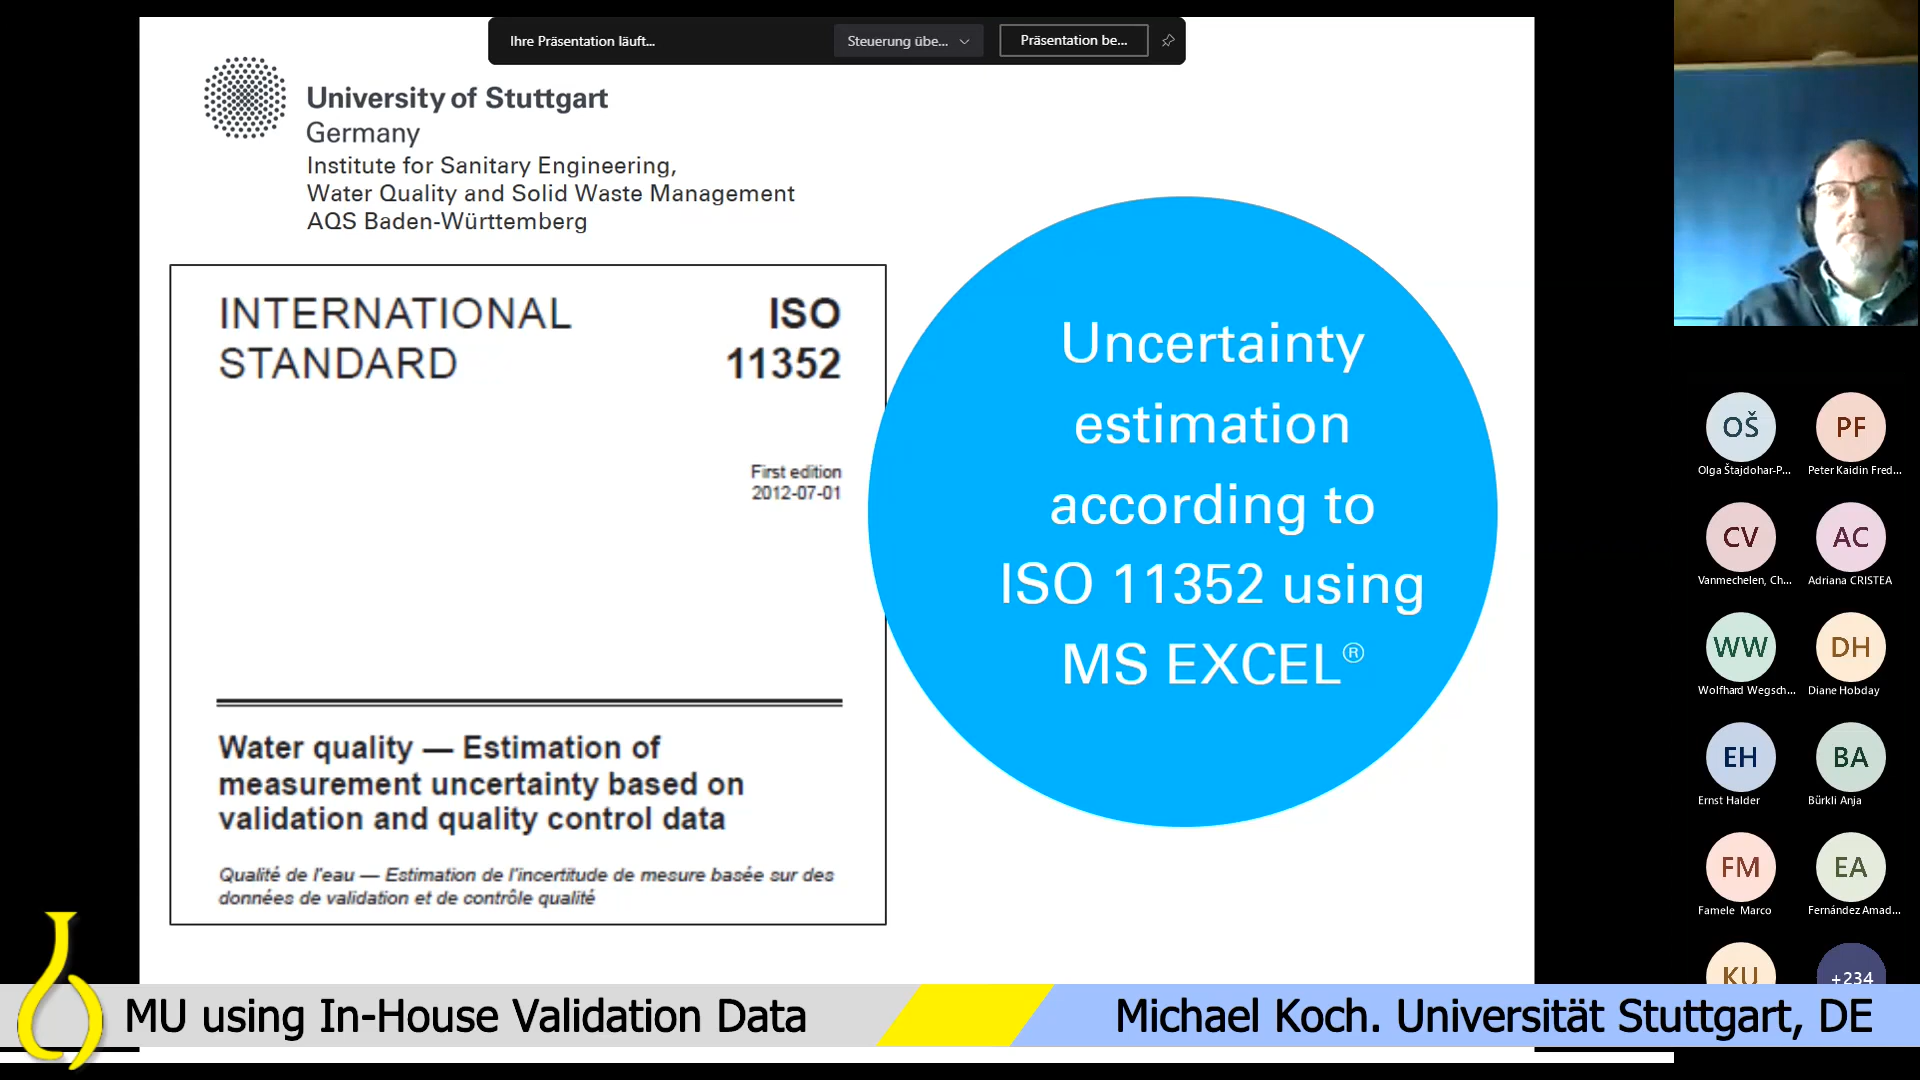 Ihre Präsentation läuft...
Steuerung übe...
Präsentation be...
University of Stuttgart
Germany
Institute for Sanitary Engineering,
Water Quality and Solid Waste Management
AQS Baden-Württemberg
INTERNATIONAL
STANDARD
ISO
11352
First edition
2012-07-01
Water quality — Estimation of
measurement uncertainty based on
validation and quality control data
Qualité de l'eau — Estimation de l'incertitude de mesure basée sur des
données de validation et de contrôle qualité
Uncertainty
estimation
according to
ISO 11352 using
MS EXCEL®
OŠ
Olga Štajdohar-P...
PF
Peter Kaidin Fred...
CV
Vanmechelen, Ch...
AC
Adriana CRISTEA
WW
Wolfhard Wegsch...
DH
Diane Hobday
EH
Ernst Halder
BA
Bürkli Anja
FM
Famele Marco
EA
Fernández Amad...
KU
+234
MU using In-House Validation Data
Michael Koch. Universität Stuttgart, DE